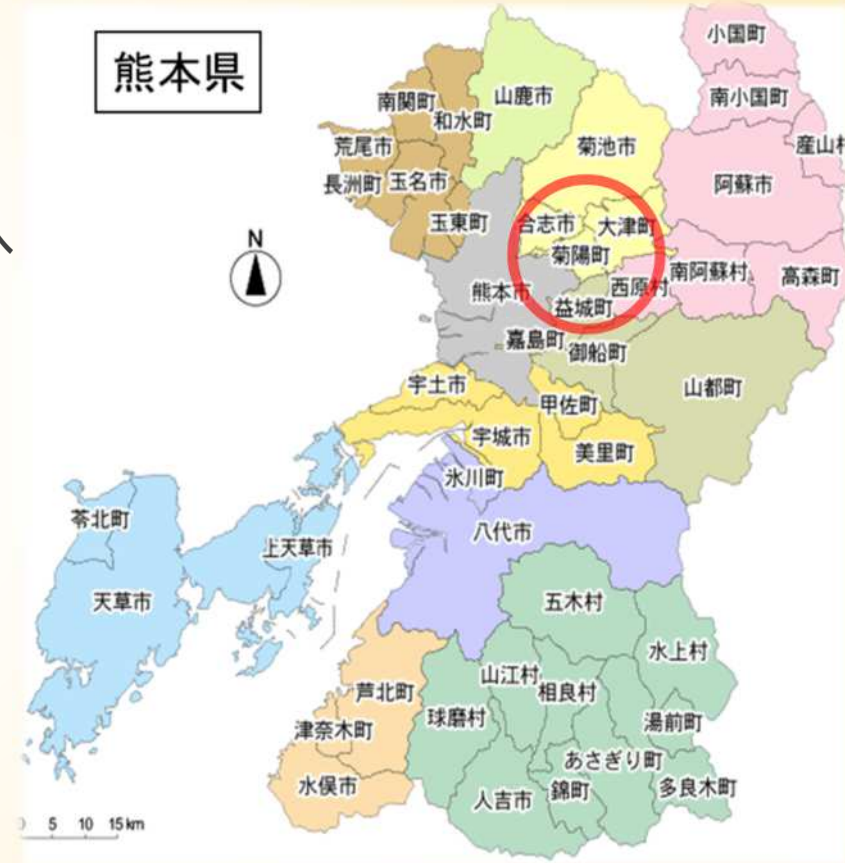 熊本県
小国町
南関町
和水町
山鹿市
南小国町
荒尾市
菊池市
産山村
長洲町
玉名市
阿蘇市
玉東町
合志市
大津町
N
菊陽町
熊本市
西原村
南阿蘇村
高森町
益城町
嘉島町
御船町
宇土市
山都町
甲佐町
宇城市
美里町
氷川町
苓北町
上天草市
八代市
天草市
五木村
水上村
山江村
相良村
芦北町
球磨村
湯前町
津奈木町
あさぎり町
水俣市
人吉市
錦町
多良木町
5 10 15km